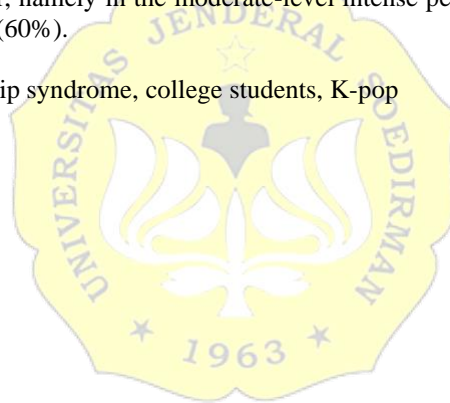 r, namely in the moderate-level intense pe
(60%).
ip syndrome, college students, K-pop
UNIVERSITAS JENDERAL SOEDIRMAN
1963